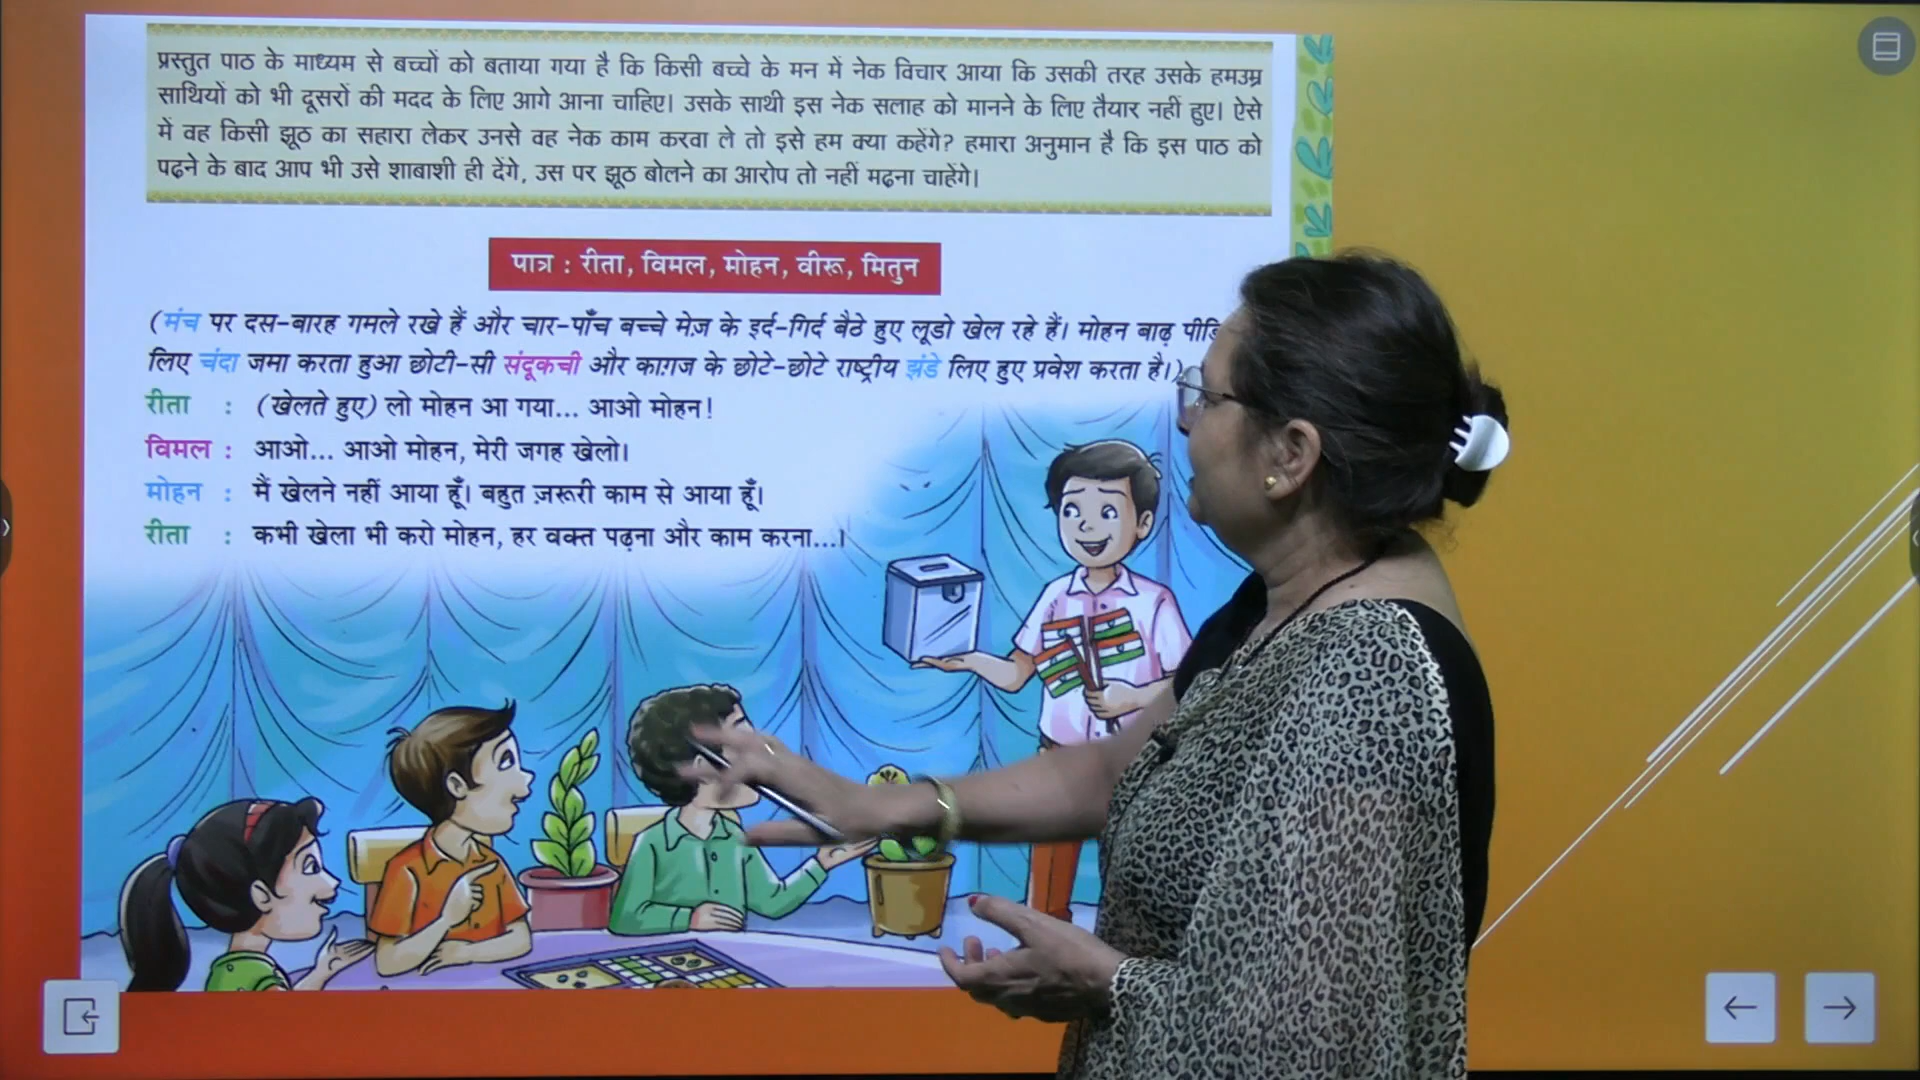 प्रस्तुत पाठ के माध्यम से बच्चों को बताया गया है कि किसी बच्चे के मन में नेक विचार आया कि उसकी तरह उसके हमउम्र
साथियों को भी दूसरों की मदद के लिए आगे आना चाहिए। उसके साथी इस नेक सलाह को मानने के लिए तैयार नहीं हुए। ऐसे
में वह किसी झूठ का सहारा लेकर उनसे वह नेक काम करवा ले तो इसे हम क्या कहेंगे? हमारा अनुमान है कि इस पाठ को
पढ़ने के बाद आप भी उसे शाबाशी ही देंगे, उस पर झूठ बोलने का आरोप तो नहीं मढ़ना चाहेंगे।
पात्र : रीता, विमल, मोहन, वीरू, मितुन
(मंच पर दस-बारह गमले रखे हैं और चार-पाँच बच्चे मेज़ के इर्द-गिर्द बैठे हुए लूडो खेल रहे हैं। मोहन बाढ़
लिए चंदा जमा करता हुआ छोटी-सी संदूकची और काग़ज के छोटे-छोटे राष्ट्रीय झंडे लिए हुए प्रवेश करता है।)
रीता : (खेलते हुए) लो मोहन आ गया... आओ मोहन!
विमल : आओ... आओ मोहन, मेरी जगह खेलो।
मोहन : मैं खेलने नहीं आया हूँ। बहुत ज़रूरी काम से आया हूँ।
रीता : कभी खेला भी करो मोहन, हर वक्त पढ़ना और काम करना...।